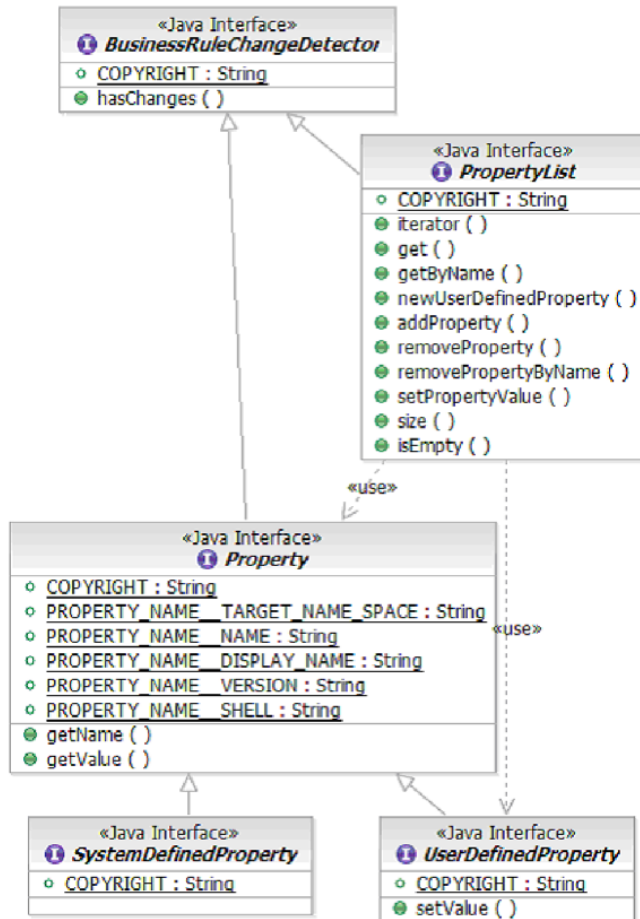 «Java Interface»
BusinessRuleChangeDetector
COPYRIGHT : String
hasChanges ( )
«Java Interface»
PropertyList
COPYRIGHT : String
iterator ( )
get ( )
getByName ( )
newUserDefinedProperty ( )
addProperty ( )
removeProperty ( )
removePropertyByName ( )
setPropertyValue ( )
size ( )
isEmpty ( )
«use»
«Java Interface»
Property
COPYRIGHT : String
PROPERTY_NAME__TARGET_NAME_SPACE : String
PROPERTY_NAME__NAME : String
PROPERTY_NAME__DISPLAY_NAME : String
PROPERTY_NAME__VERSION : String
PROPERTY_NAME__SHELL : String
getName ( )
getValue ( )
«use»
«Java Interface»
SystemDefinedProperty
COPYRIGHT : String
«Java Interface»
UserDefinedProperty
COPYRIGHT : String
setValue ( )